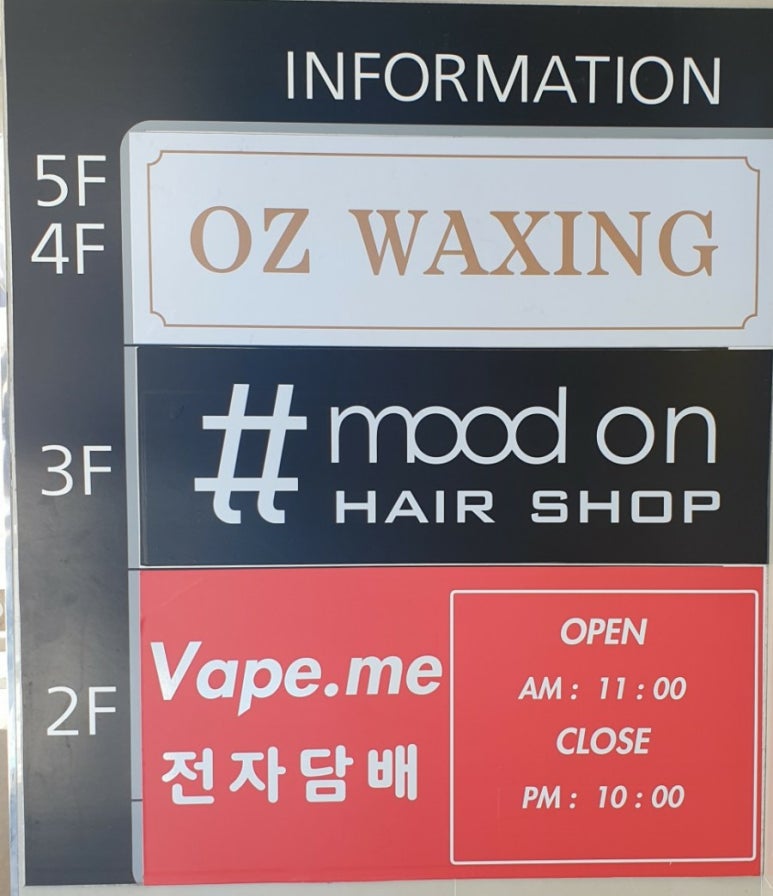 INFORMATION
5F
4F
OZ WAXING
3F
# mood on
HAIR SHOP
2F
Vape.me
전자담배
OPEN
AM : 11 : 00
CLOSE
PM : 10 : 00